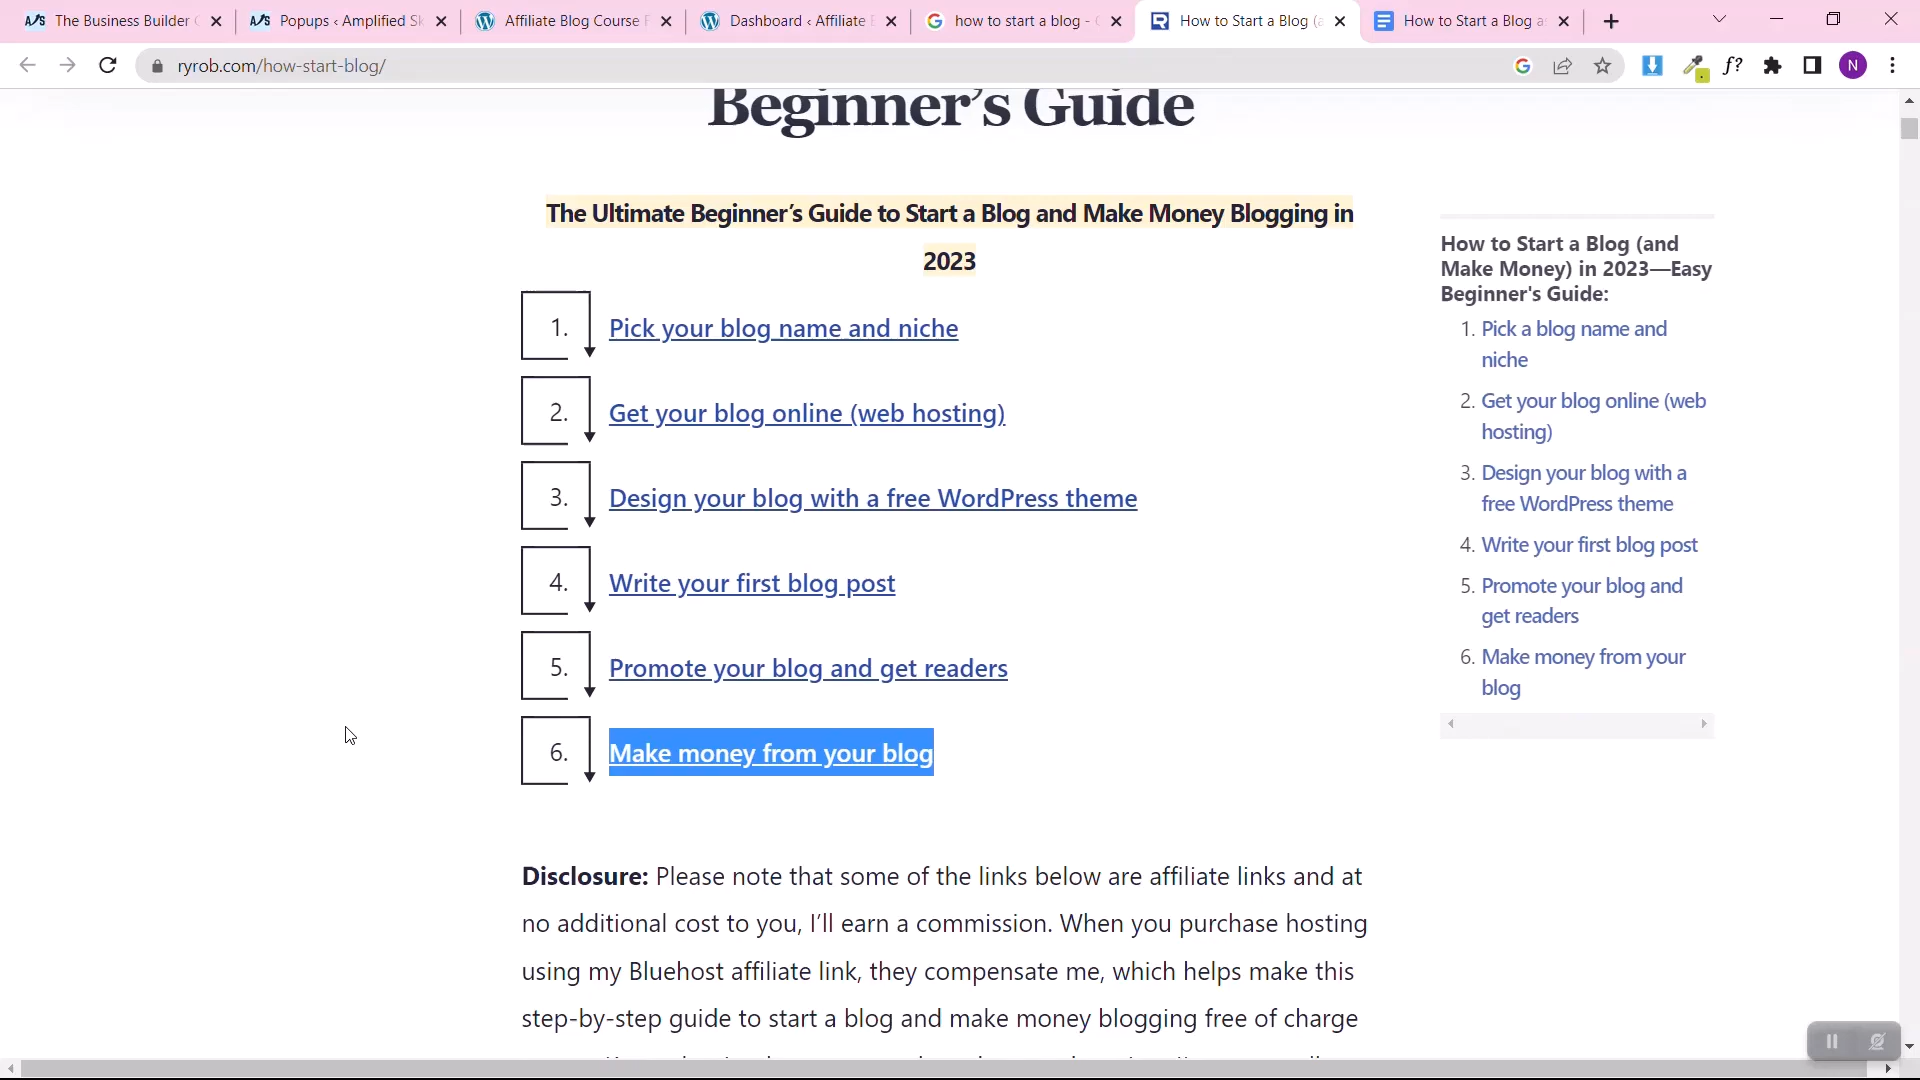 The Business Builder
Popups ‹ Amplified Sk
Affiliate Blog Course F
Dashboard ‹ Affiliate
how to start a blog -
How to Start a Blog (a
How to Start a Blog a
ryrob.com/how-start-blog/
f?
N
Beginner's Guide
The Ultimate Beginner's Guide to Start a Blog and Make Money Blogging in
2023
1. Pick your blog name and niche
2. Get your blog online (web hosting)
3. Design your blog with a free WordPress theme
4. Write your first blog post
5. Promote your blog and get readers
6. Make money from your blog
Disclosure: Please note that some of the links below are affiliate links and at
no additional cost to you, I'll earn a commission. When you purchase hosting
using my Bluehost affiliate link, they compensate me, which helps make this
step-by-step guide to start a blog and make money blogging free of charge
How to Start a Blog (and
Make Money) in 2023—Easy
Beginner's Guide:
1. Pick a blog name and
niche
2. Get your blog online (web
hosting)
3. Design your blog with a
free WordPress theme
4. Write your first blog post
5. Promote your blog and
get readers
6. Make money from your
blog